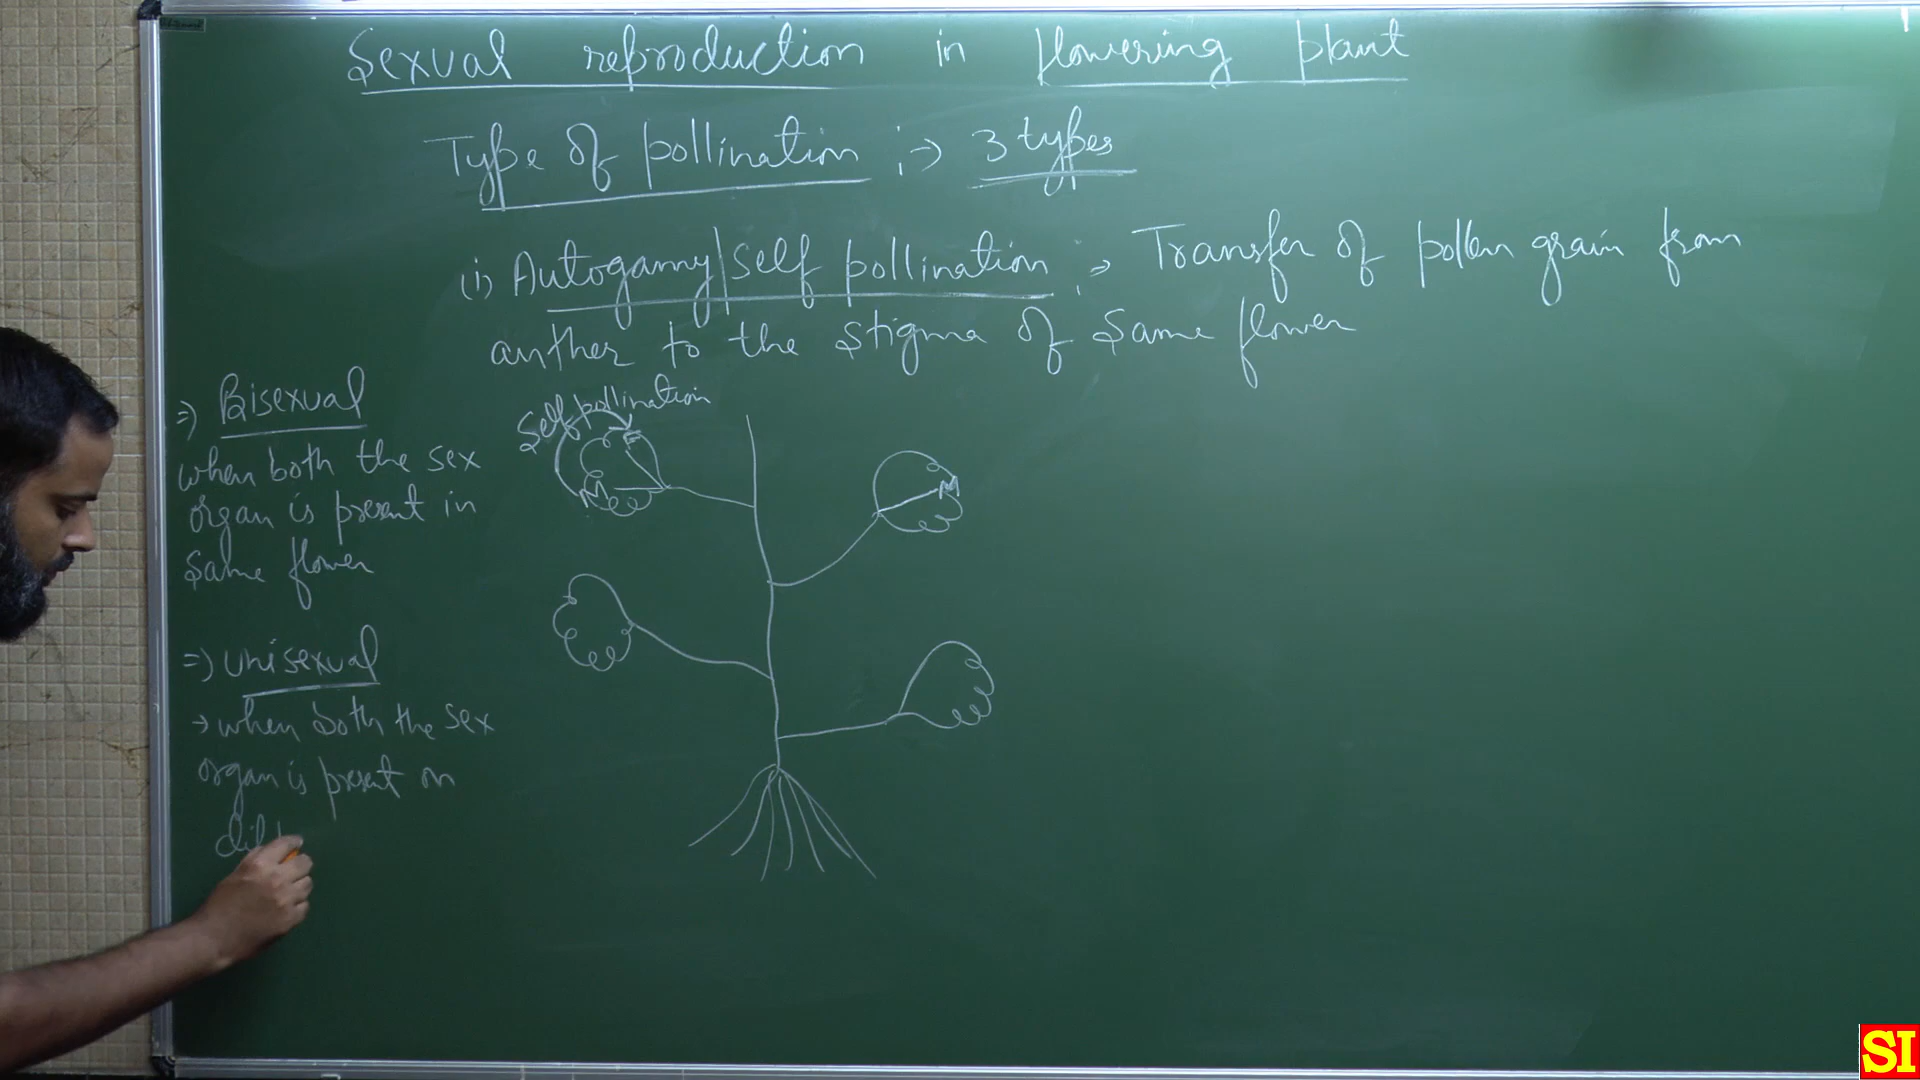 Sexual reproduction in flowering plant
Type of pollination ;→ 3 types
(i) Autogamy|Self pollination ;→ Transfer of pollen grain from
anther to the stigma of same flower
Self pollination
⇒) Bisexual
when both the sex
organ is present in
same flower
⇒) Unisexual
→ when both the sex
organ is present on
SI